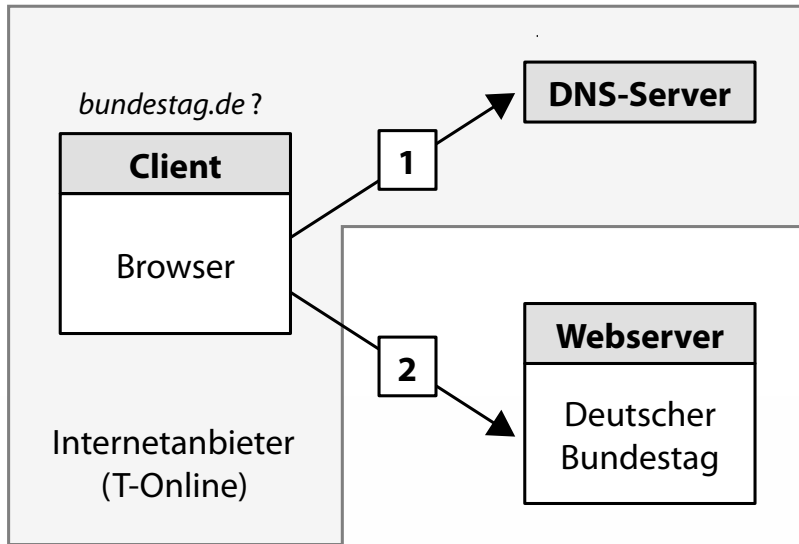 bundestag.de ?
DNS-Server
Client
1
Browser
Webserver
2
Deutscher
Bundestag
Internetanbieter
(T-Online)